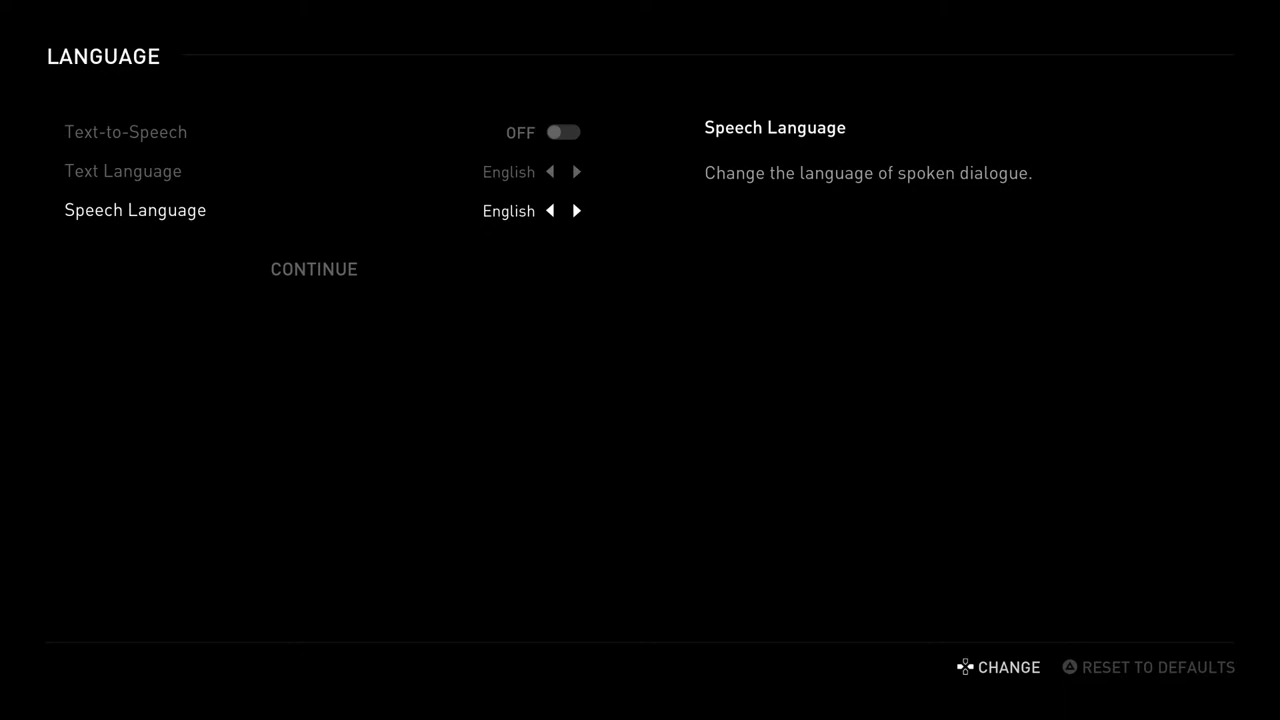 LANGUAGE
Text-to-Speech OFF
Text Language English
Speech Language English
CONTINUE
Speech Language
Change the language of spoken dialogue.
CHANGE RESET TO DEFAULTS